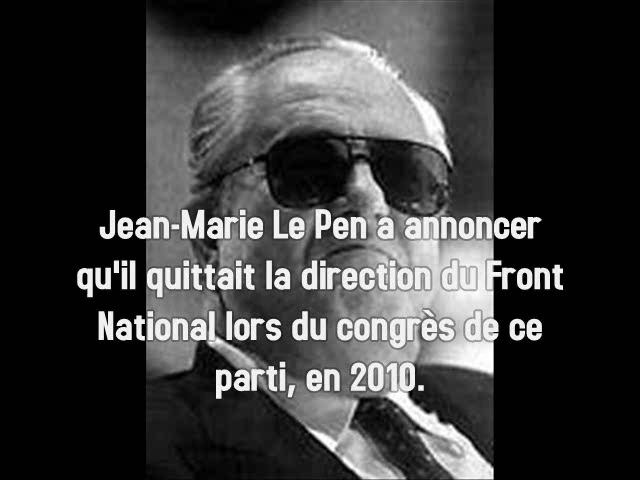 Jean-Marie Le Pen a annoncer
qu'il quittait la direction du Front
National lors du congrès de ce
parti, en 2010.